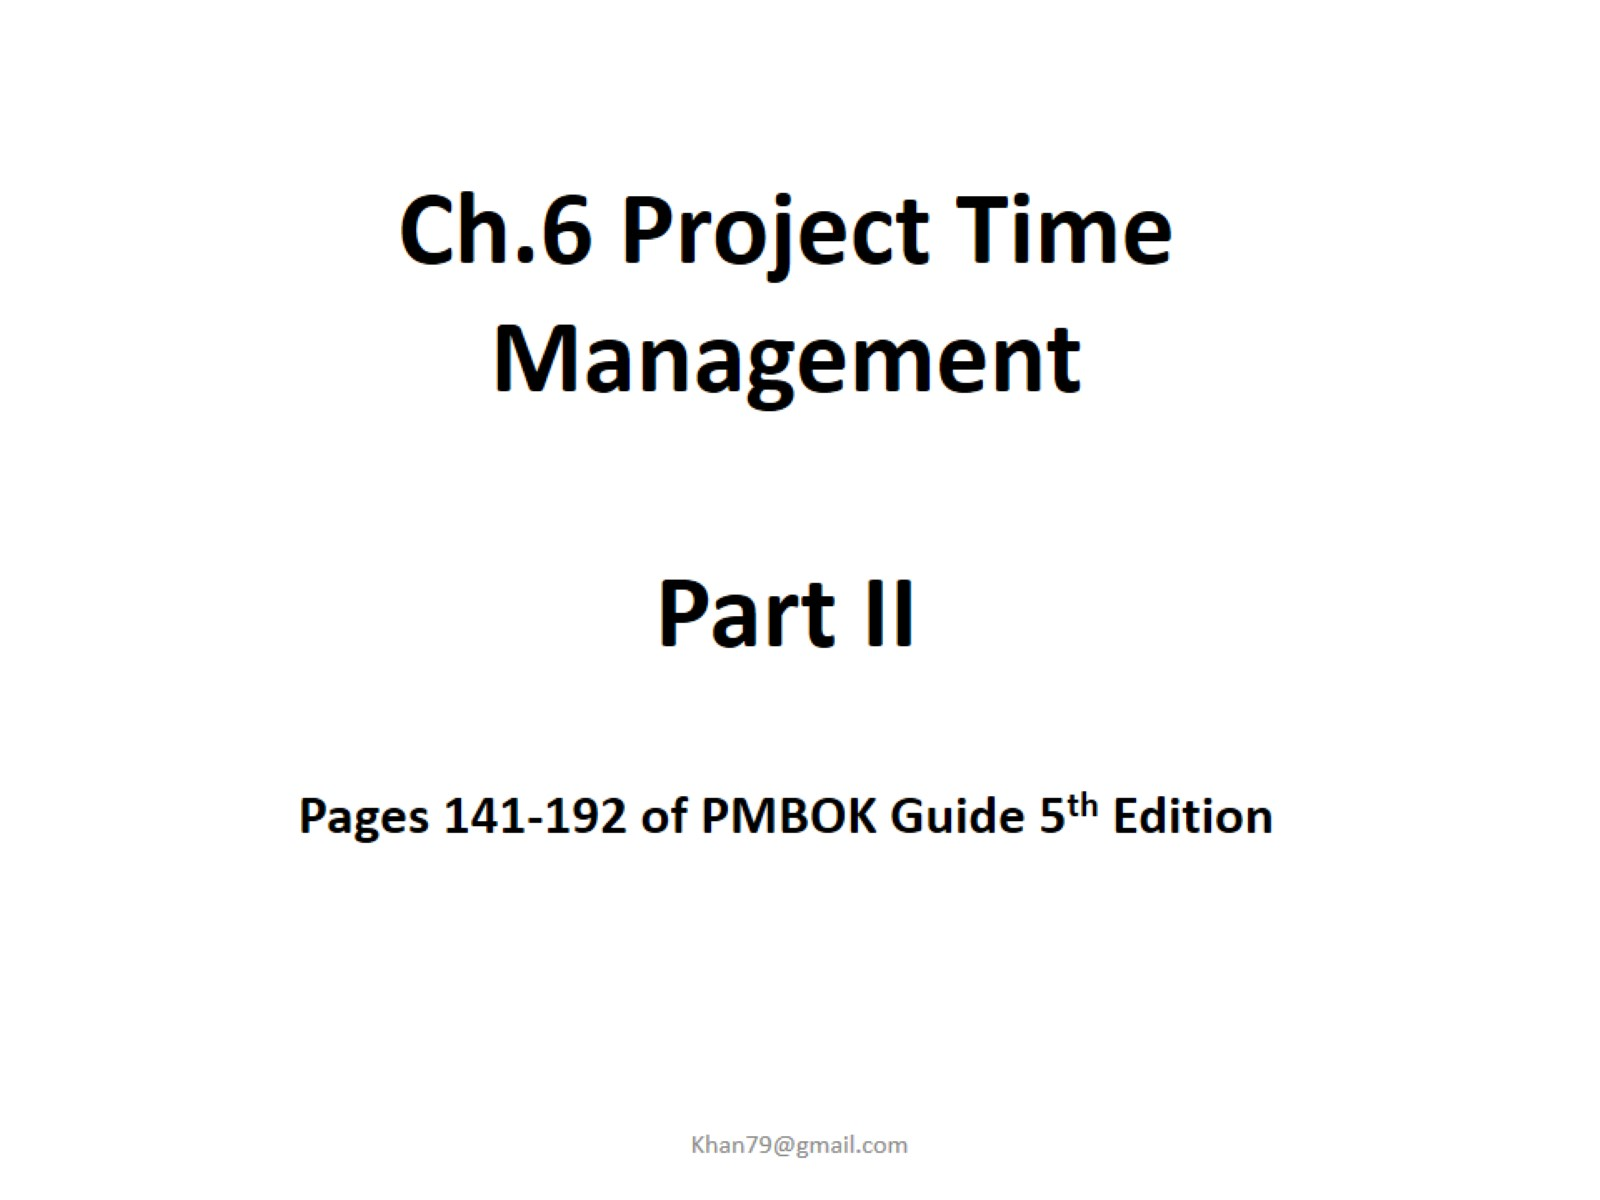 Ch.6 Project Time
Management
Part II
Pages 141-192 of PMBOK Guide 5th Edition
Khan79@gmail.com